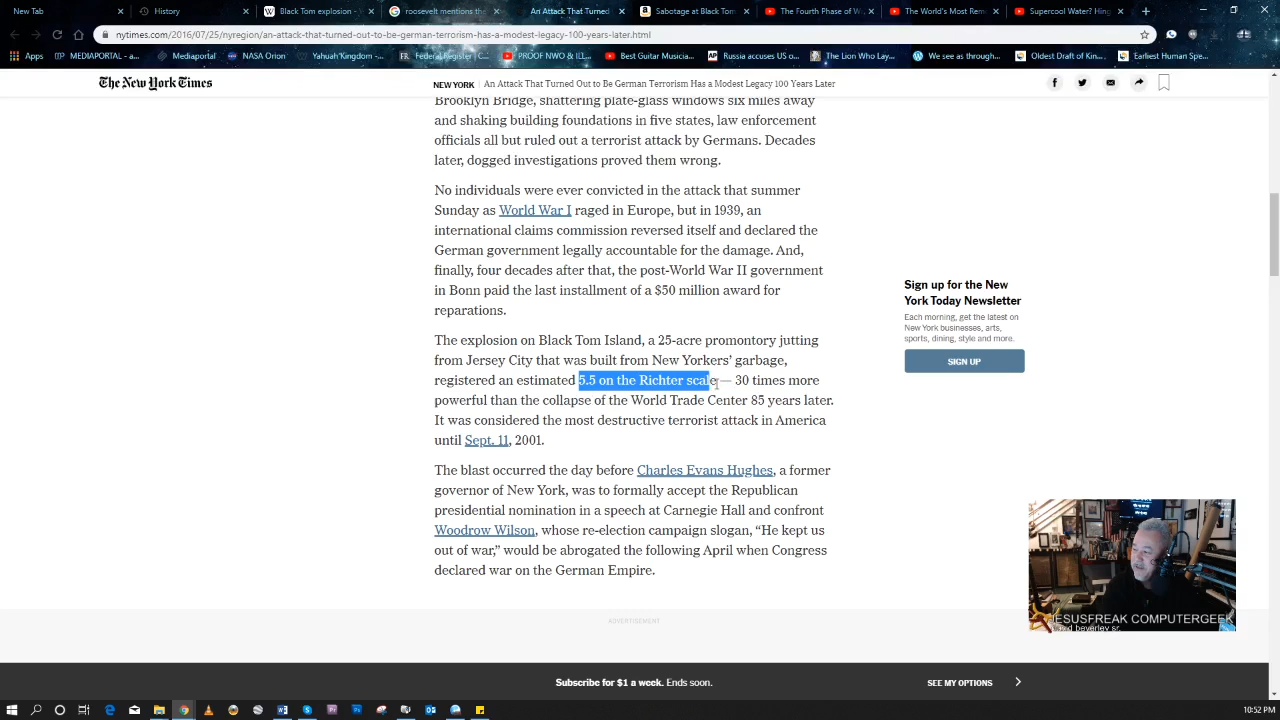 New Tab
History
Black Tom explosion - W
roosevelt mentions the
An Attack That Turned
Sabotage at Black Tom
The Fourth Phase of W
The World's Most Rem
Supercool Water? Hing
nytimes.com/2016/07/25/nyregion/an-attack-that-turned-out-to-be-german-terrorism-has-a-modest-legacy-100-years-later.html
Apps
MEDIAPORTAL - a...
Mediaportal
NASA Orion
Yahuah'Kingdom -...
Federal Register | C...
PROOF NWO & ILL...
Best Guitar Musicia...
Russia accuses US o...
The Lion Who Lay...
We see as through...
Oldest Draft of Kin...
Earliest Human Spe...
The New York Times
NEW YORK | An Attack That Turned Out to Be German Terrorism Has a Modest Legacy 100 Years Later
Brooklyn Bridge, shattering plate-glass windows six miles away
and shaking building foundations in five states, law enforcement
officials all but ruled out a terrorist attack by Germans. Decades
later, dogged investigations proved them wrong.
No individuals were ever convicted in the attack that summer
Sunday as World War I raged in Europe, but in 1939, an
international claims commission reversed itself and declared the
German government legally accountable for the damage. And,
finally, four decades after that, the post-World War II government
in Bonn paid the last installment of a $50 million award for
reparations.
The explosion on Black Tom Island, a 25-acre promontory jutting
from Jersey City that was built from New Yorkers' garbage,
registered an estimated 5.5 on the Richter scale — 30 times more
powerful than the collapse of the World Trade Center 85 years later.
It was considered the most destructive terrorist attack in America
until Sept. 11, 2001.
The blast occurred the day before Charles Evans Hughes, a former
governor of New York, was to formally accept the Republican
presidential nomination in a speech at Carnegie Hall and confront
Woodrow Wilson, whose re-election campaign slogan, “He kept us
out of war,” would be abrogated the following April when Congress
declared war on the German Empire.
Sign up for the New
York Today Newsletter
Each morning, get the latest on
New York businesses, arts,
sports, dining, style and more.
SIGN UP
JESUSFREAK COMPUTERGEEK
beverley sr.
ADVERTISEMENT
Subscribe for $1 a week. Ends soon.
SEE MY OPTIONS
10:52 PM